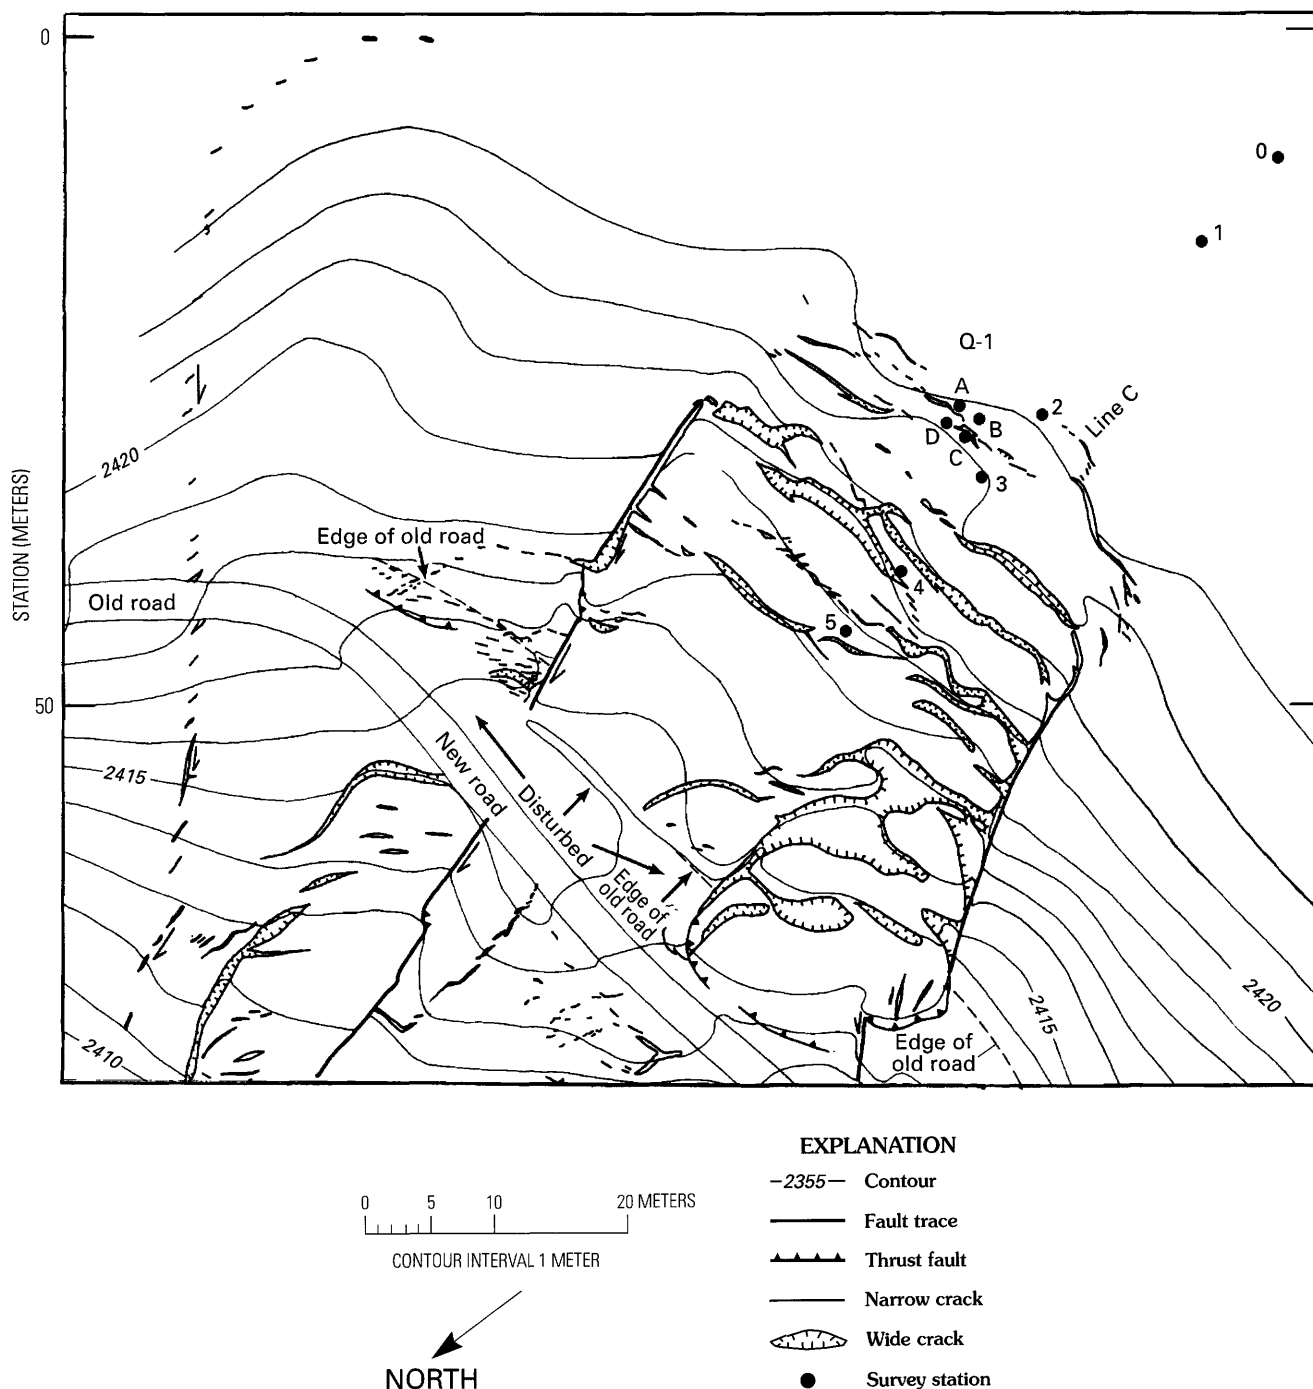 0
0
1
Q-1
A
2
B
D
C
Line C
3
2420
STATION (METERS)
Edge of old road
4
Old road
5
50
2415
New road
Disturbed
Edge of
old road
2420
2415
2410
Edge of
old road
EXPLANATION
–2355– Contour
Fault trace
Thrust fault
Narrow crack
Wide crack
Survey station
0 5 10 20 METERS
CONTOUR INTERVAL 1 METER
NORTH